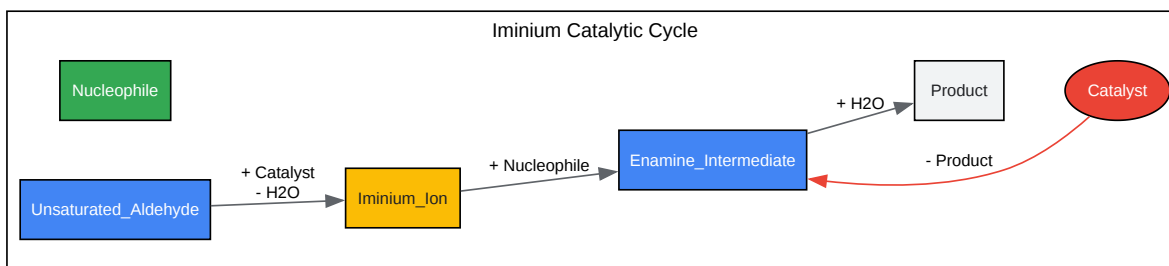 Iminium Catalytic Cycle
Nucleophile
Product
Catalyst
+ H2O
Enamine_Intermediate
- Product
+ Nucleophile
+ Catalyst
- H2O
Iminium_Ion
Unsaturated_Aldehyde